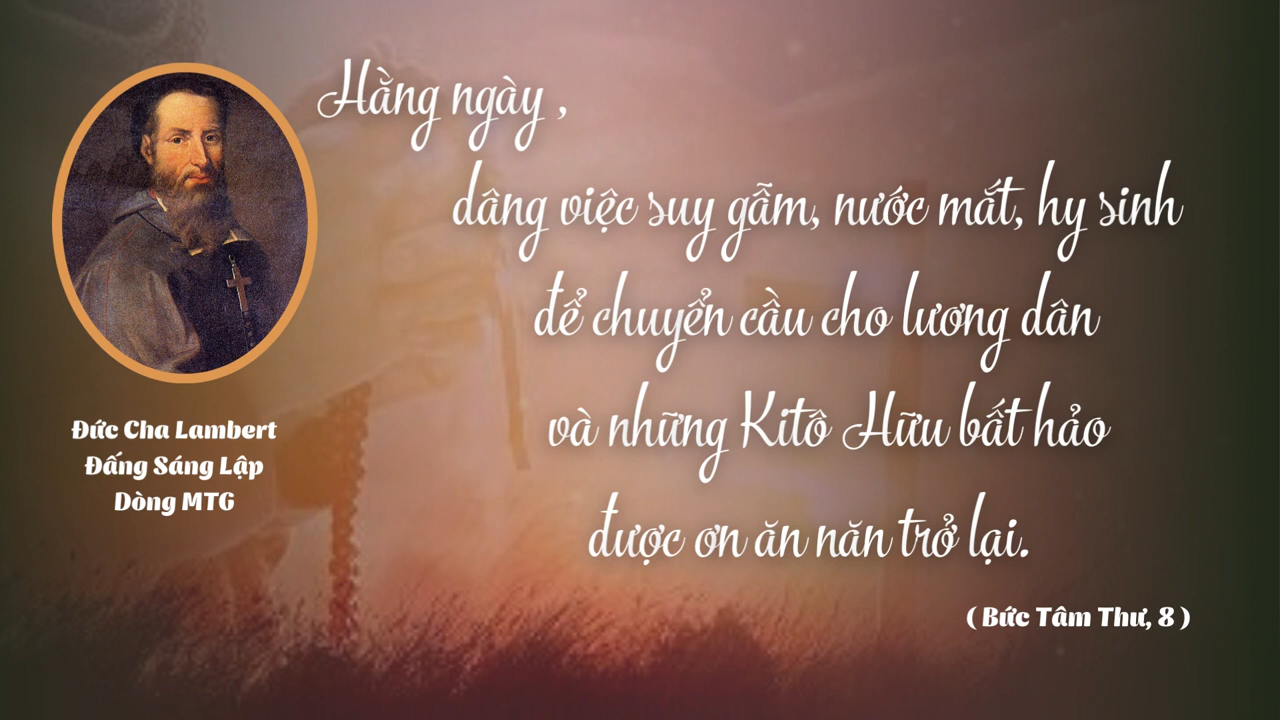 Hằng ngày ,
dâng việc suy gẫm, nước mắt, hy sinh
để chuyển cầu cho lương dân
và những Kitô Hữu bất hảo
được ơn ăn năn trở lại.
( Bức Tâm Thư, 8 )
Đức Cha Lambert
Đấng Sáng Lập
Dòng MTG